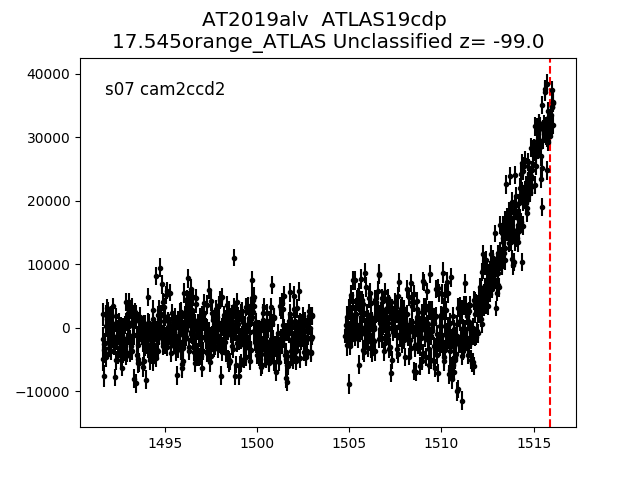 AT2019alv  ATLAS19cdp
17.545orange_ATLAS Unclassified z= -99.0
s07 cam2ccd2
40000
30000
20000
10000
0
−10000
1495 1500 1505 1510 1515